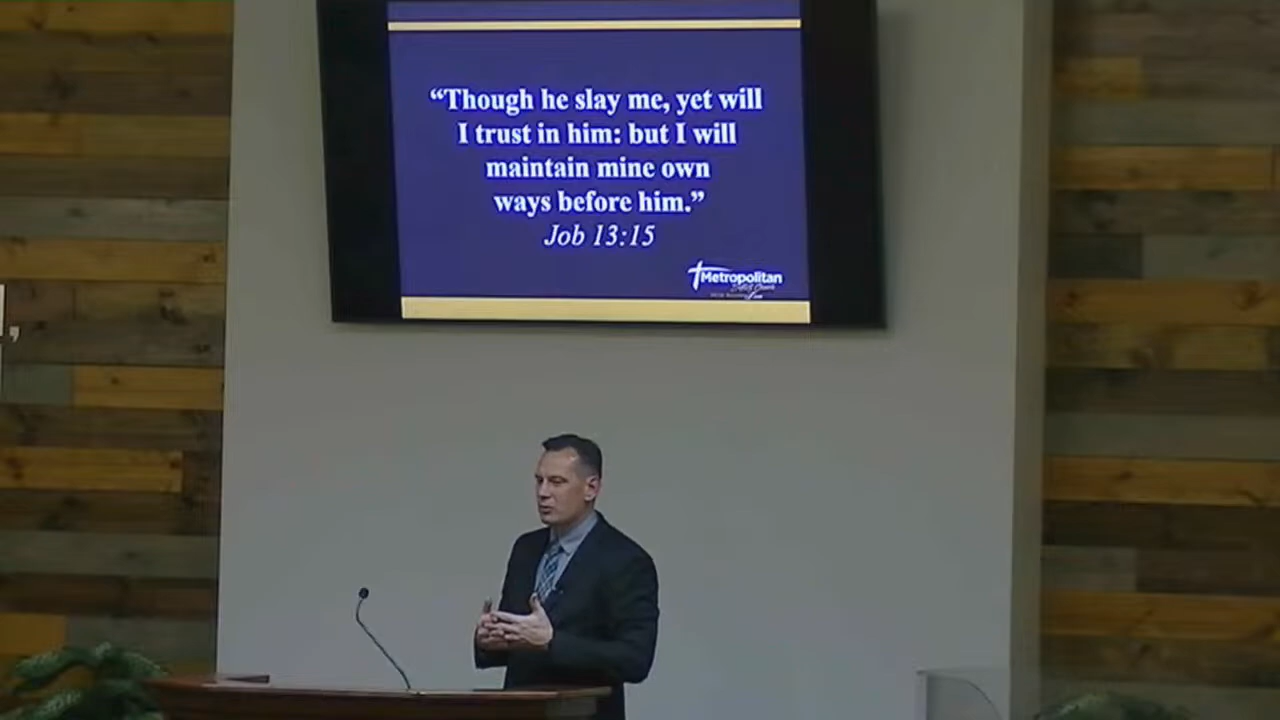 “Though he slay me, yet will
I trust in him: but I will
maintain mine own
ways before him.”
Job 13:15
Metropolitan